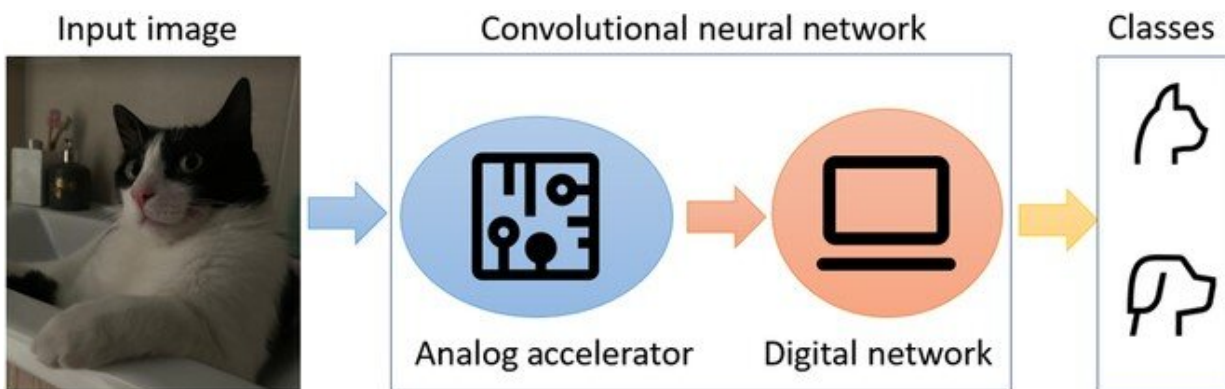 Input image
Convolutional neural network
Classes
Analog accelerator
Digital network